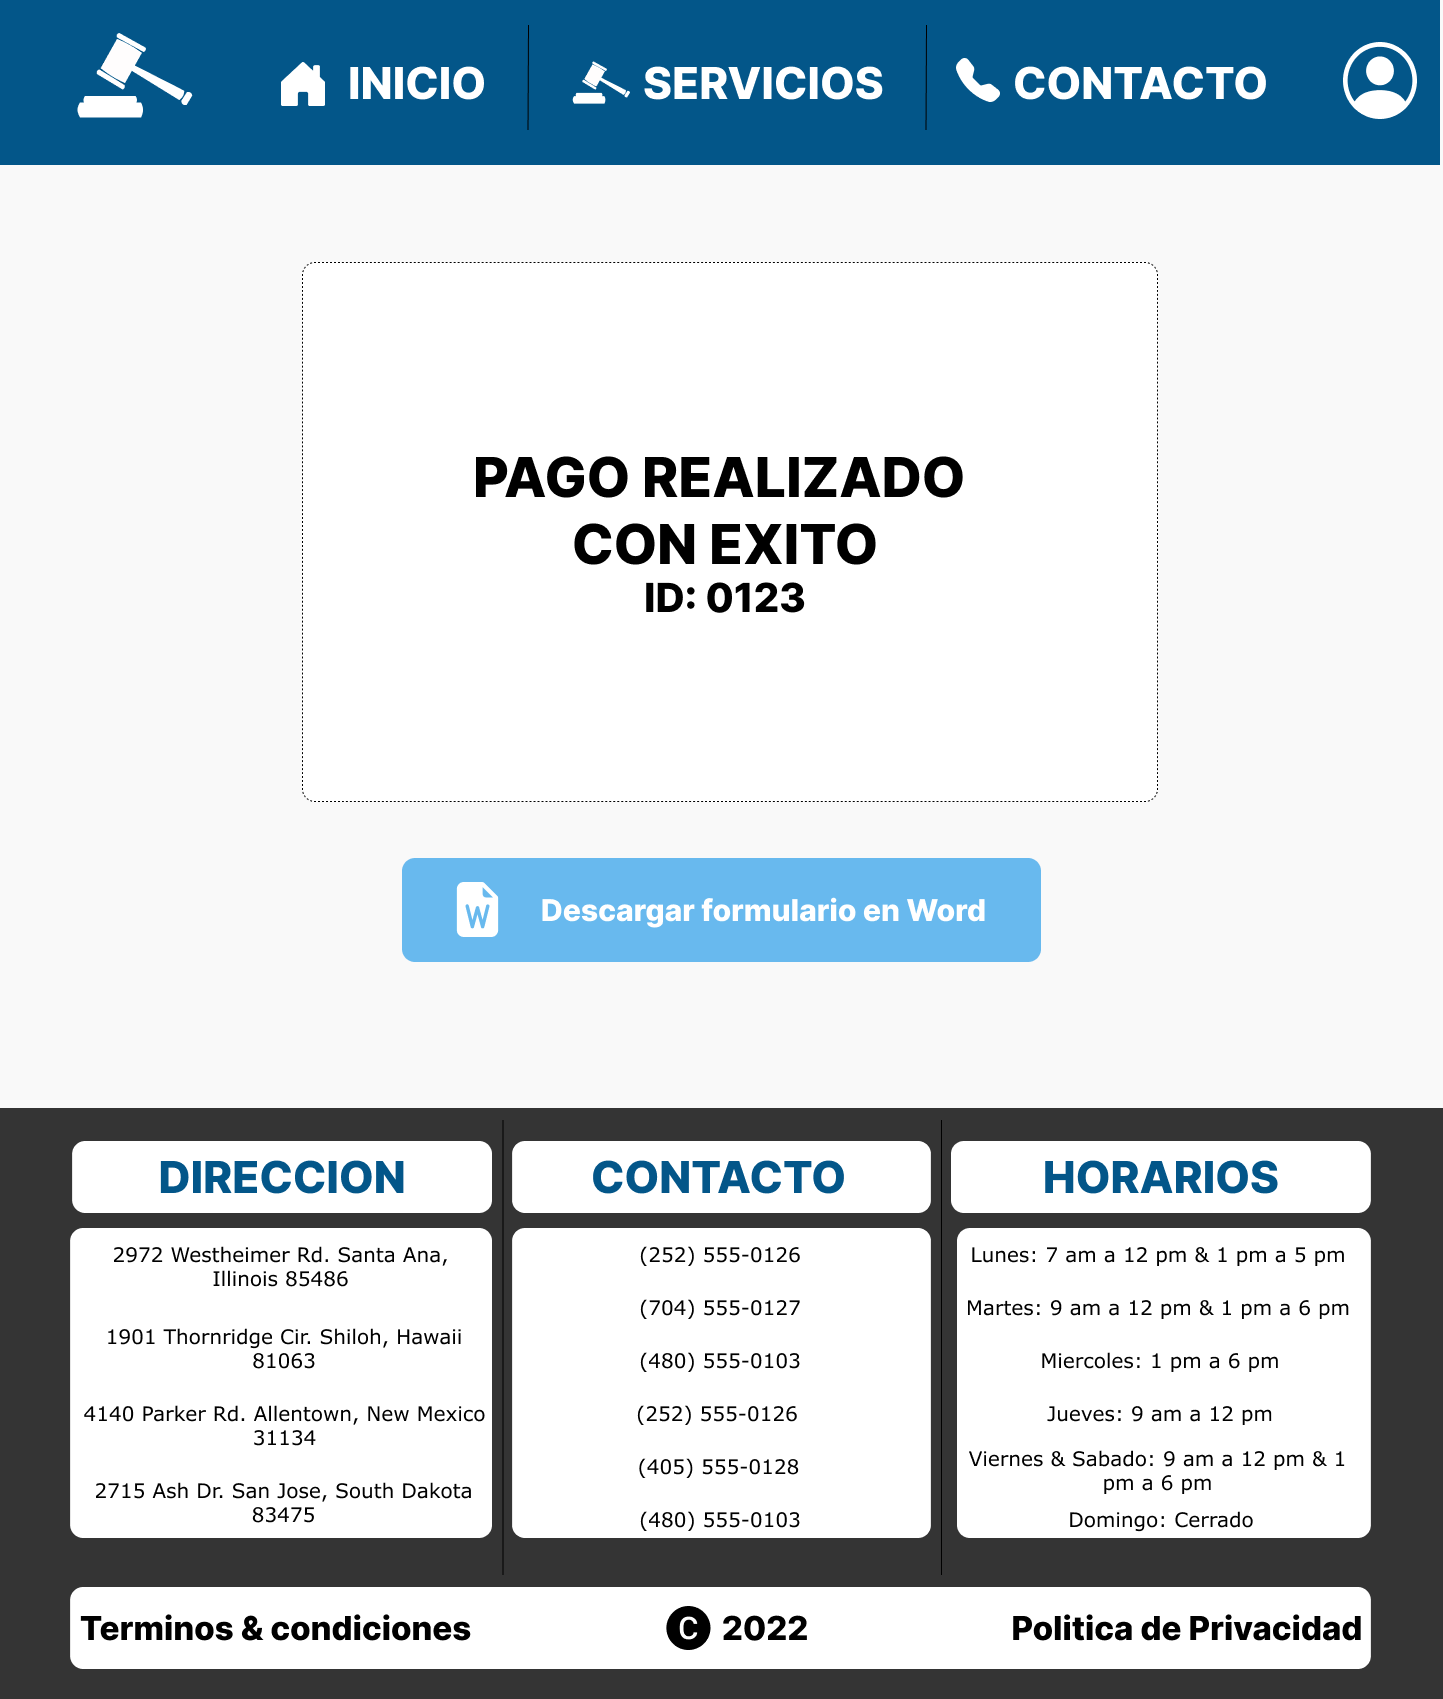 INICIO
SERVICIOS
CONTACTO
PAGO REALIZADO
CON EXITO
ID: 0123
W
Descargar formulario en Word
DIRECCION
2972 Westheimer Rd. Santa Ana,
Illinois 85486
1901 Thornridge Cir. Shiloh, Hawaii
81063
4140 Parker Rd. Allentown, New Mexico
31134
2715 Ash Dr. San Jose, South Dakota
83475
CONTACTO
(252) 555-0126
(704) 555-0127
(480) 555-0103
(252) 555-0126
(405) 555-0128
(480) 555-0103
HORARIOS
Lunes: 7 am a 12 pm & 1 pm a 5 pm
Martes: 9 am a 12 pm & 1 pm a 6 pm
Miercoles: 1 pm a 6 pm
Jueves: 9 am a 12 pm
Viernes & Sabado: 9 am a 12 pm & 1
pm a 6 pm
Domingo: Cerrado
Terminos & condiciones
© 2022
Politica de Privacidad